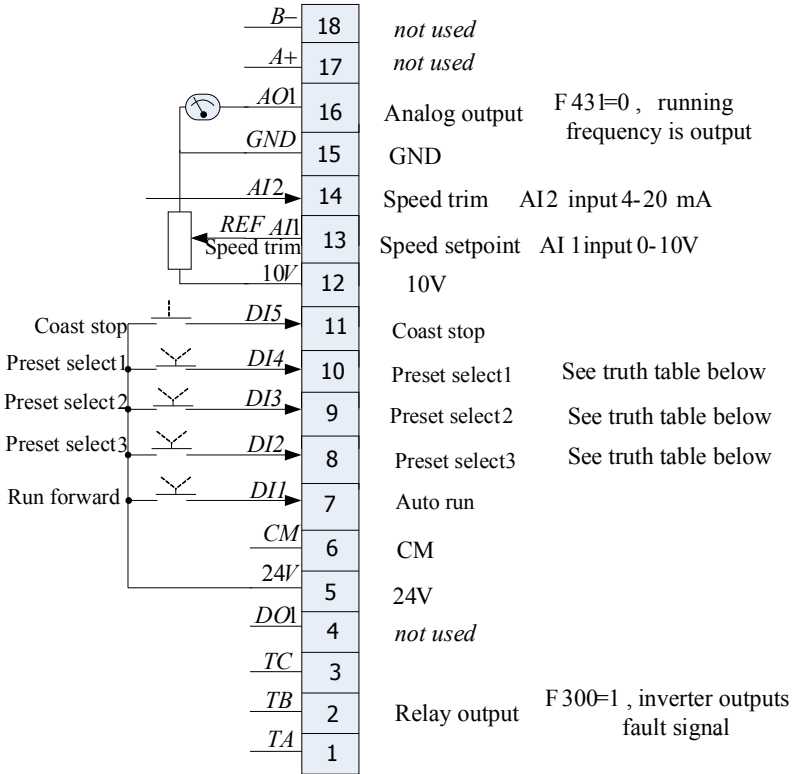 B− 18 not used
A+ 17 not used
AO1 16 Analog output F431=0 , running
frequency is output
GND 15 GND
AI2 14 Speed trim AI2 input 4-20 mA
REF AI1 13 Speed setpoint AI 1input 0-10V
Speed trim
10V 12 10V
Coast stop DI5 11 Coast stop
Preset select1 DI4 10 Preset select1 See truth table below
Preset select2 DI3 9 Preset select2 See truth table below
Preset select3 DI2 8 Preset select3 See truth table below
Run forward DI1 7 Auto run
CM 6 CM
24V 5 24V
DO1 4 not used
TC 3
TB 2 Relay output F300=1 , inverter outputs
fault signal
TA 1